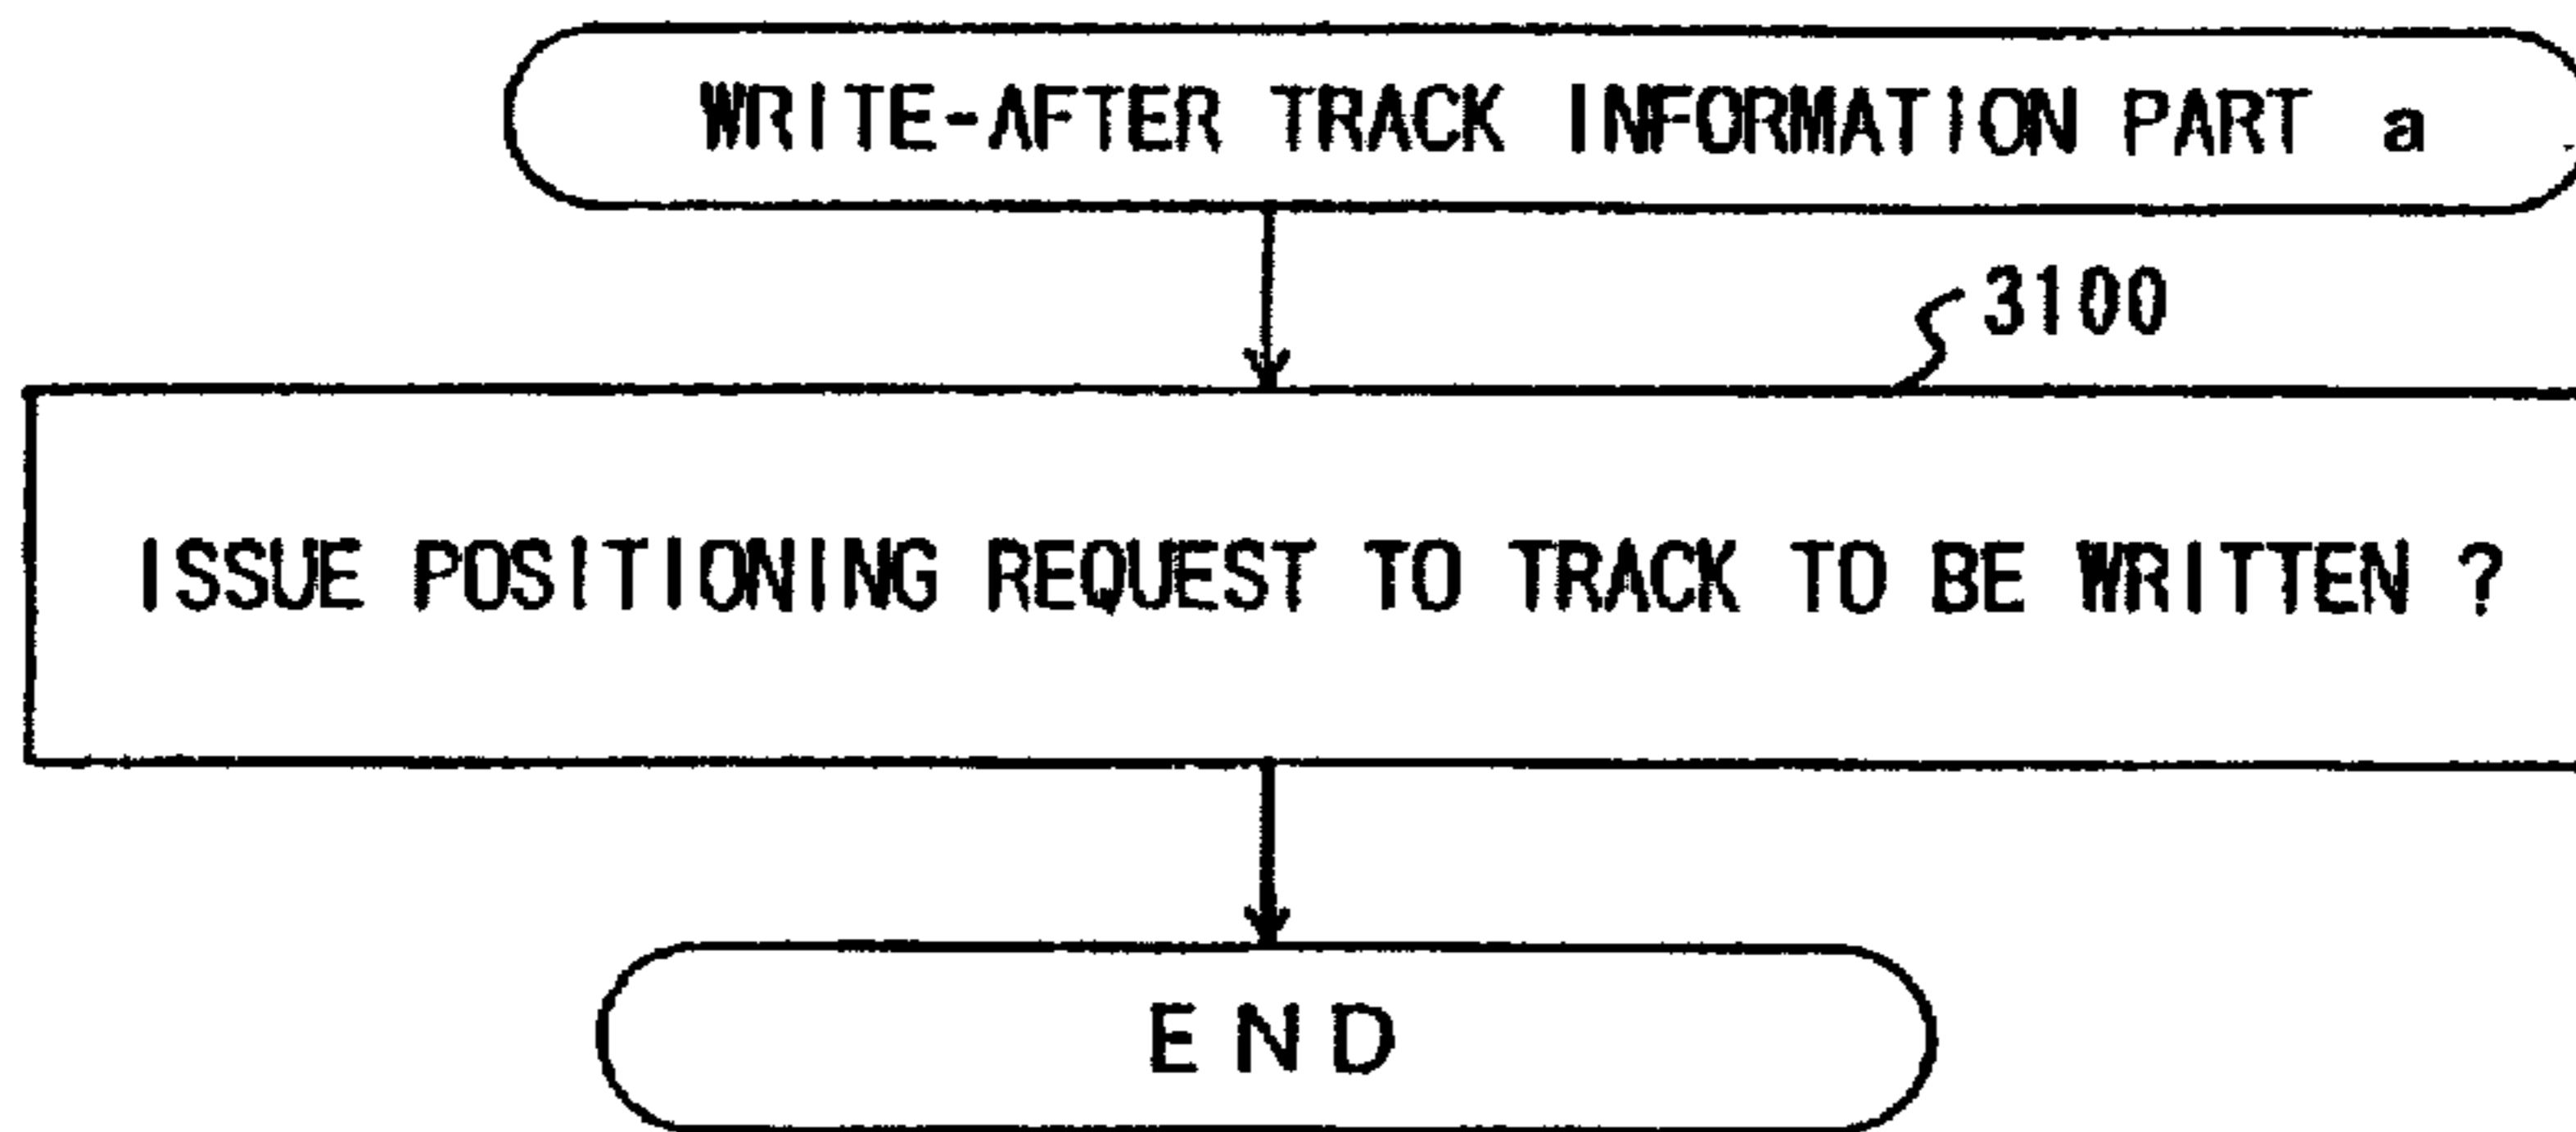 WRITE-AFTER TRACK INFORMATION PART a
3100
ISSUE POSITIONING REQUEST TO TRACK TO BE WRITTEN ?
END